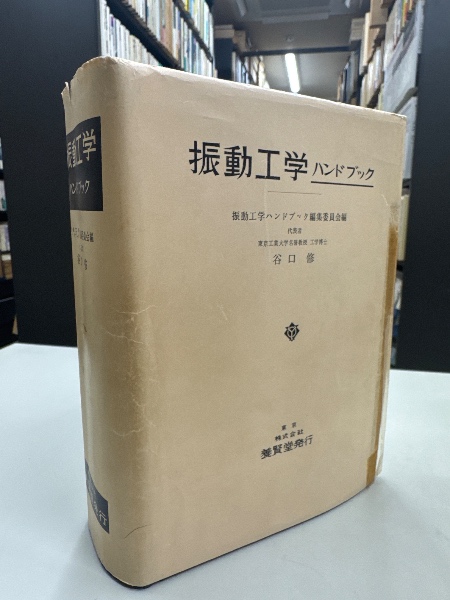 振動工学 ハンドブック
振動工学ハンドブック編集委員会編
代表者
東京工業大学名誉教授 工学博士
谷口 修
東京
株式会社
養賢堂発行
振動工学
ハンドブック